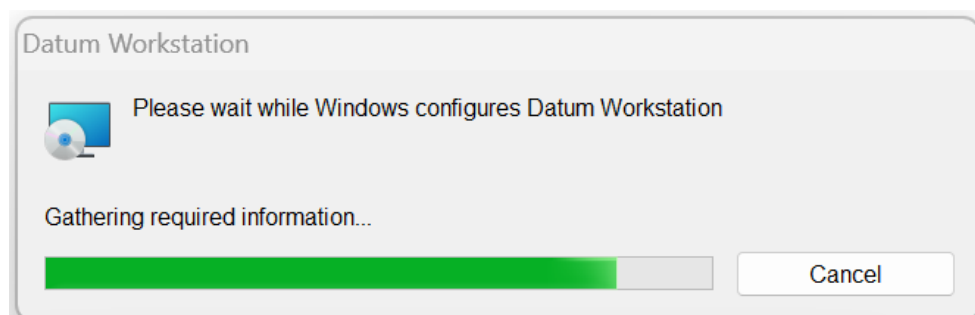 Datum Workstation
Please wait while Windows configures Datum Workstation
Gathering required information...
Cancel